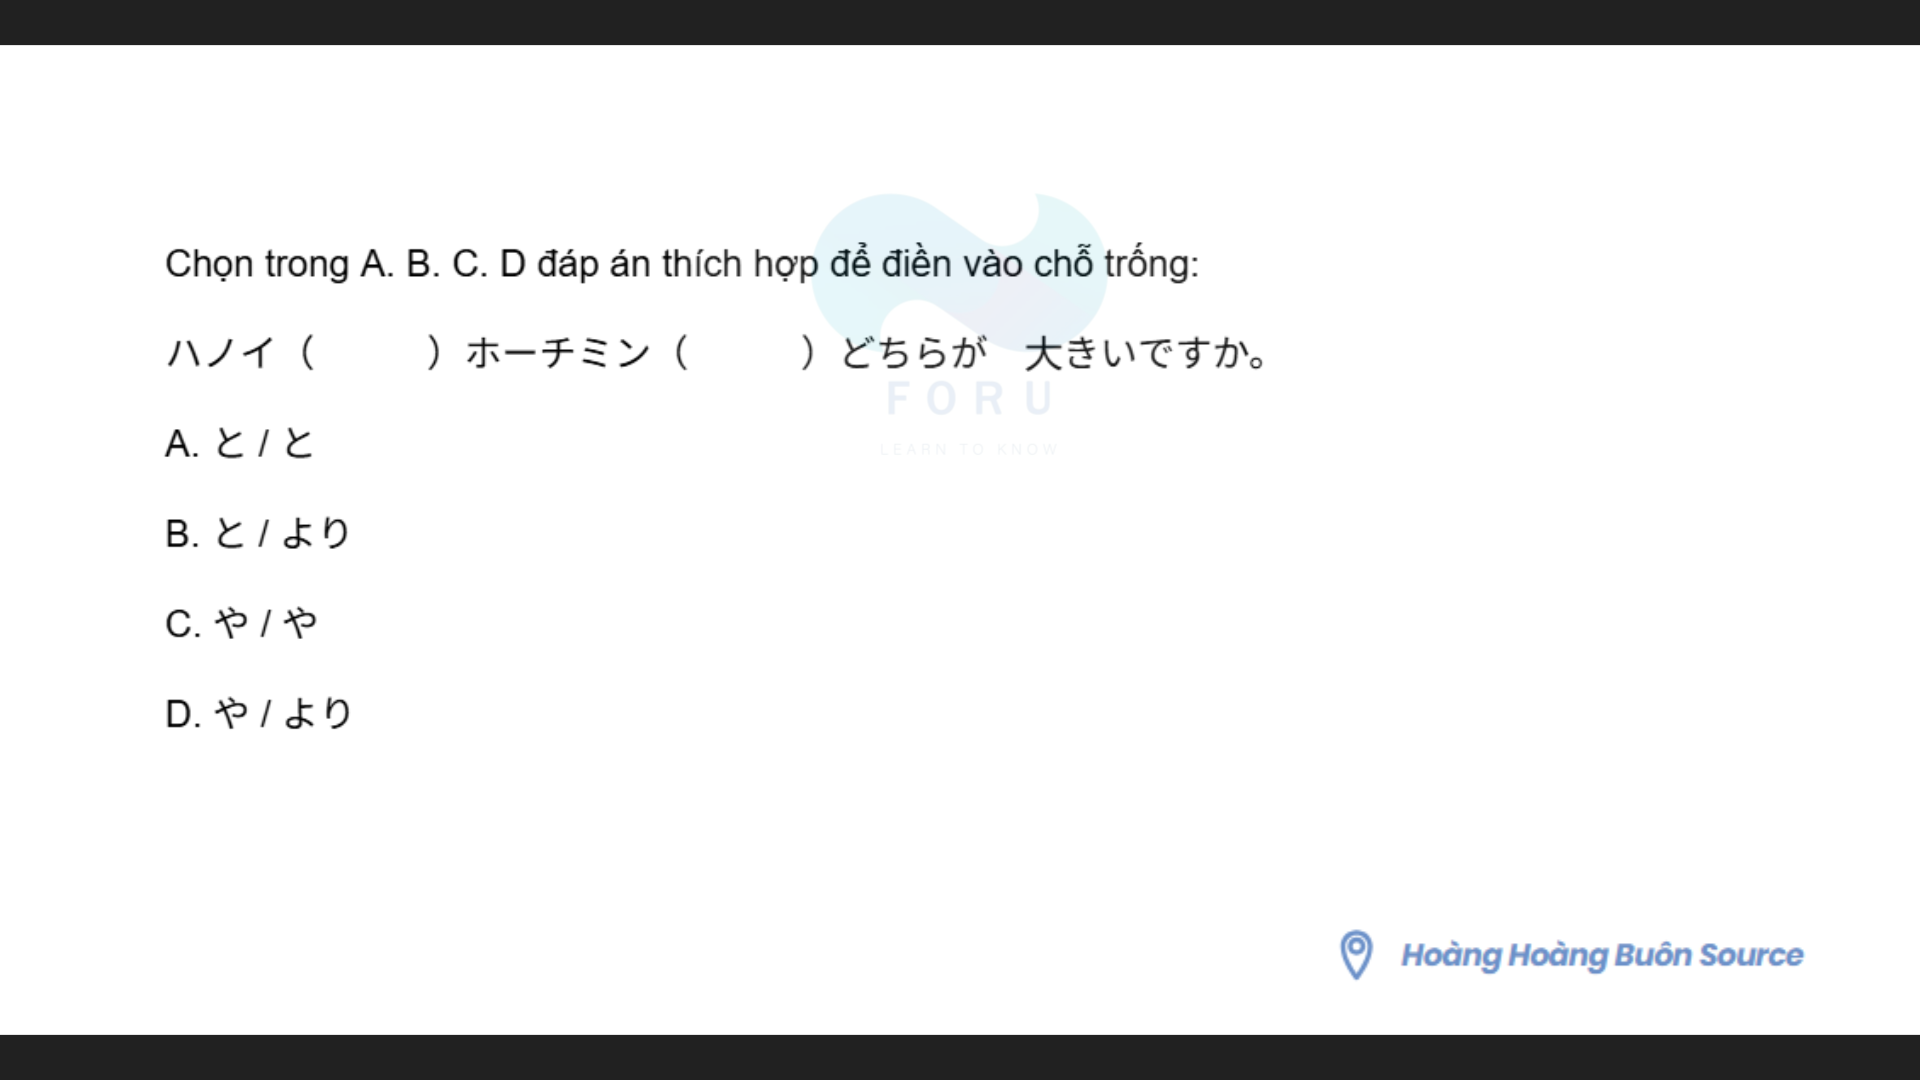 Chọn trong A. B. C. D đáp án thích hợp để điền vào chỗ trống:
ハノイ（　　　）ホーチミン（　　　）どちらが　大きいですか。
FORU
LEARN TO KNOW
A. と / と
B. と / より
C. や / や
D. や / より
Hoàng Hoàng Buôn Source